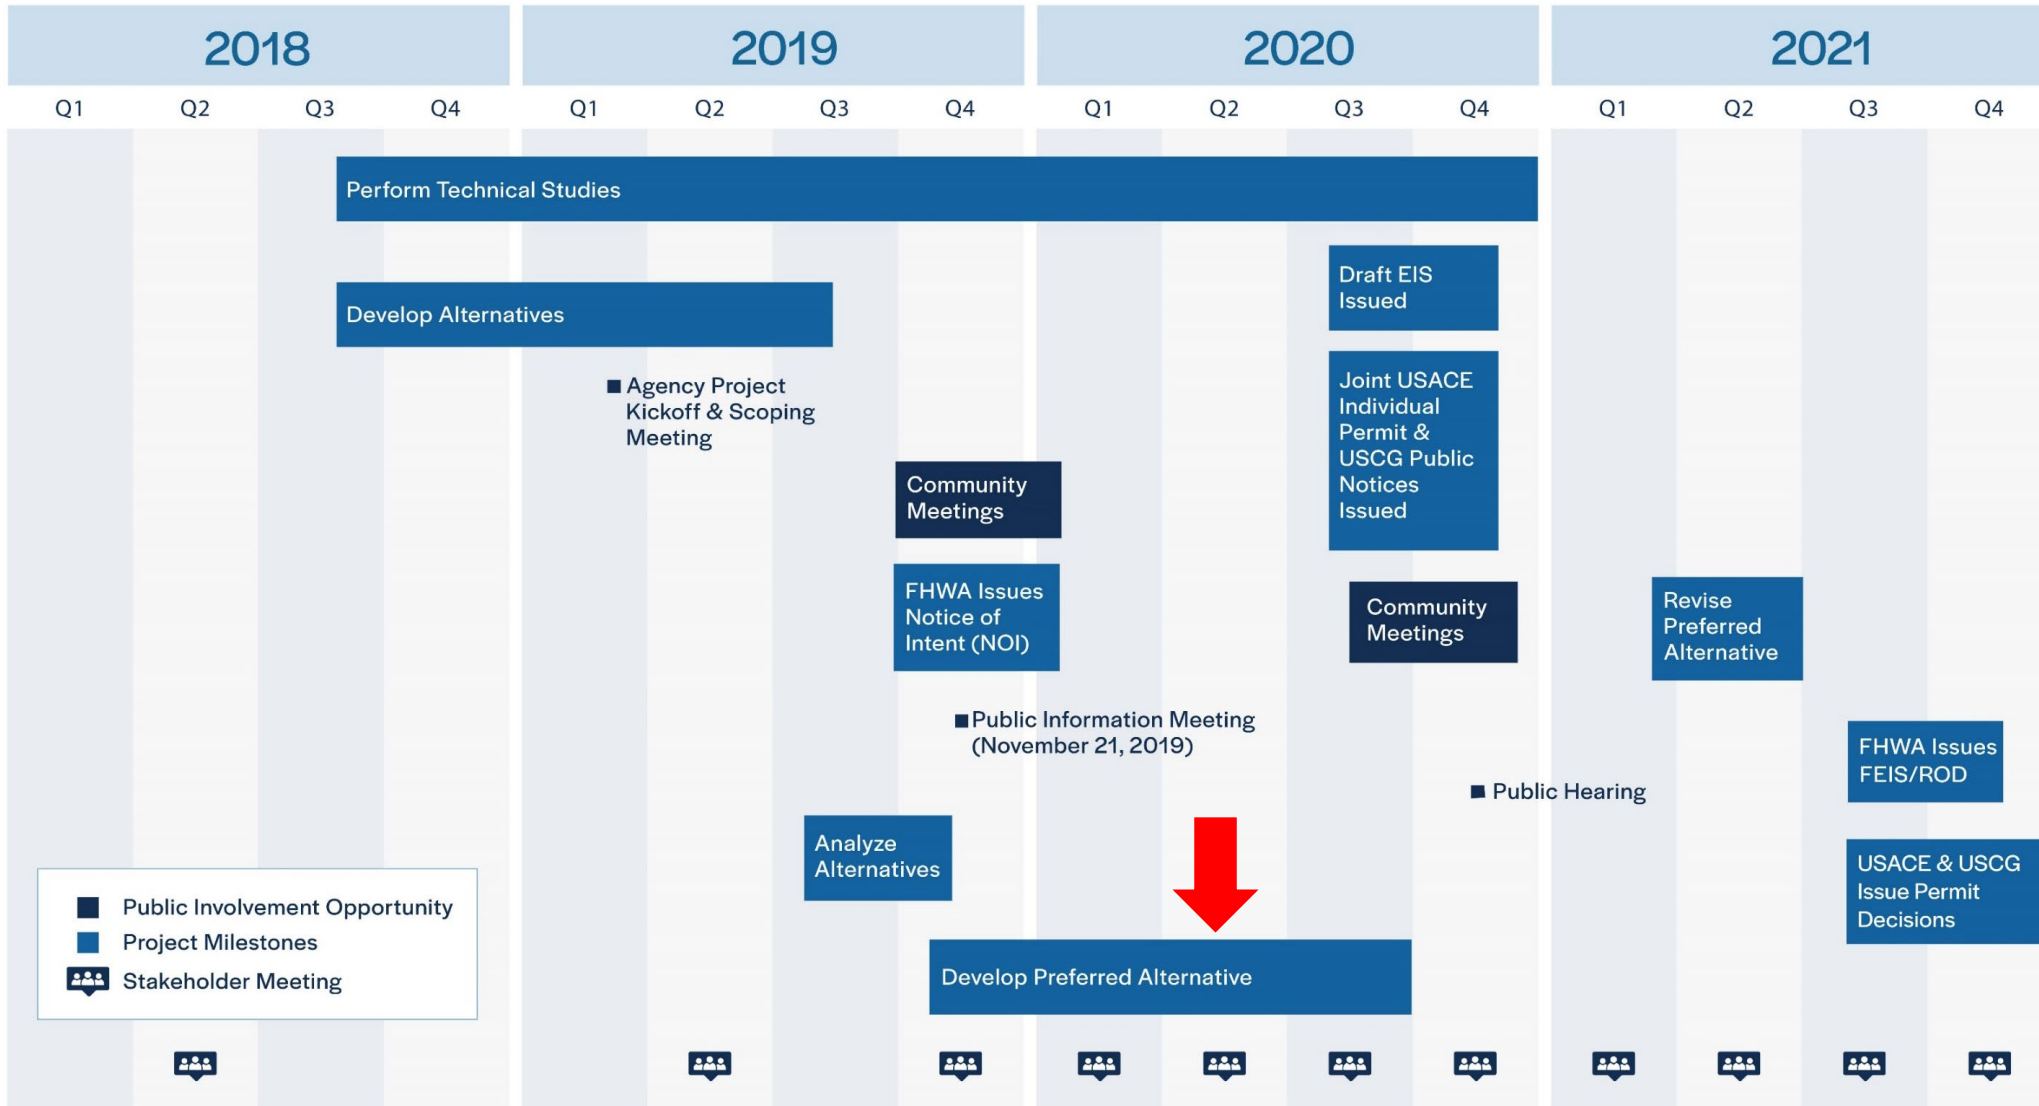 2018
2019
2020
2021
Q1 Q2 Q3 Q4 Q1 Q2 Q3 Q4 Q1 Q2 Q3 Q4 Q1 Q2 Q3 Q4
Perform Technical Studies
Draft EIS
Issued
Develop Alternatives
Agency Project
Kickoff & Scoping
Meeting
Joint USACE
Individual
Permit &
USCG Public
Notices
Issued
Community
Meetings
FHWA Issues
Notice of
Intent (NOI)
Community
Meetings
Revise
Preferred
Alternative
Public Information Meeting
(November 21, 2019)
FHWA Issues
FEIS/ROD
Public Hearing
Analyze
Alternatives
USACE & USCG
Issue Permit
Decisions
Develop Preferred Alternative
Public Involvement Opportunity
Project Milestones
Stakeholder Meeting